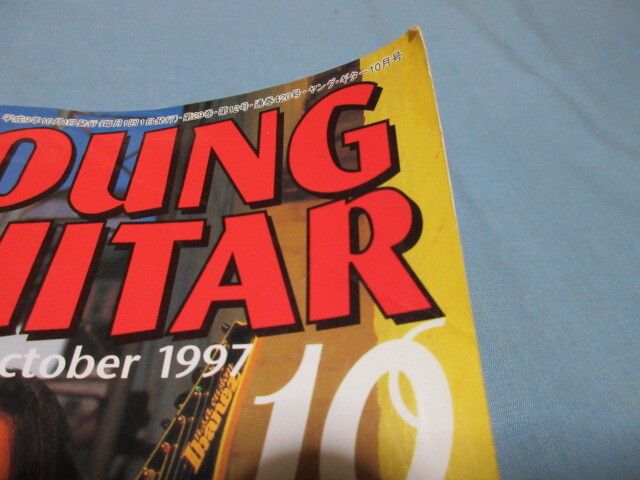 平成9年10月1日発行(毎月1回1日発行)・第29巻・第12号・通巻420号・ヤング・ギター10月号
OUNG
UITAR
ctober 1997
10
Ibanez